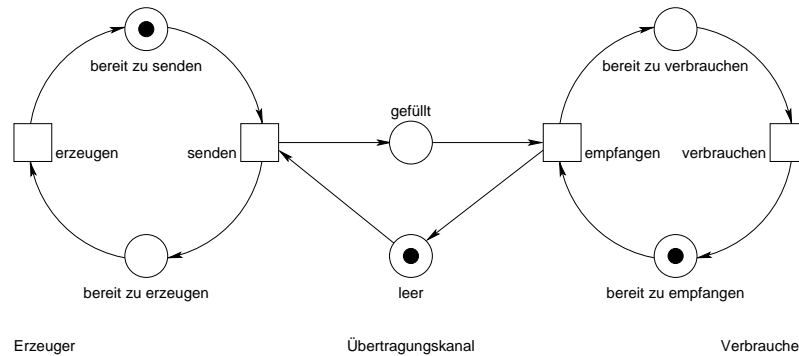 bereit zu senden
bereit zu verbrauchen
gefüllt
erzeugen
senden
empfangen
verbrauchen
bereit zu erzeugen
leer
bereit zu empfangen
Erzeuger
Übertragungskanal
Verbrauche